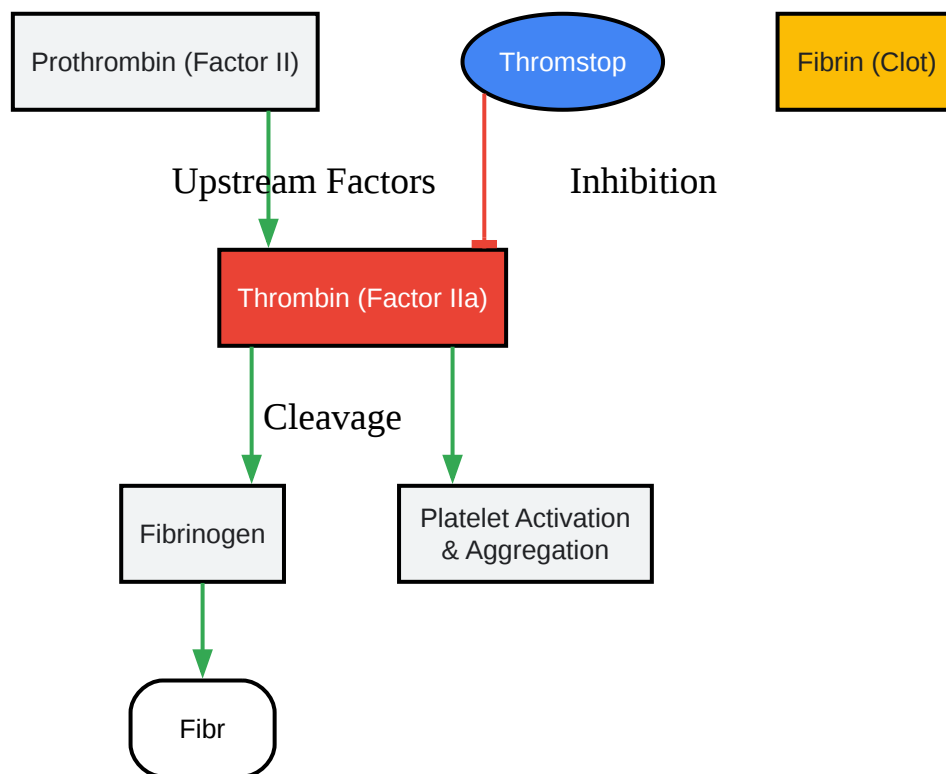 Prothrombin (Factor II)
Thromstop
Fibrin (Clot)
Upstream Factors
Inhibition
Thrombin (Factor IIa)
Cleavage
Fibrinogen
Platelet Activation
& Aggregation
Fibr